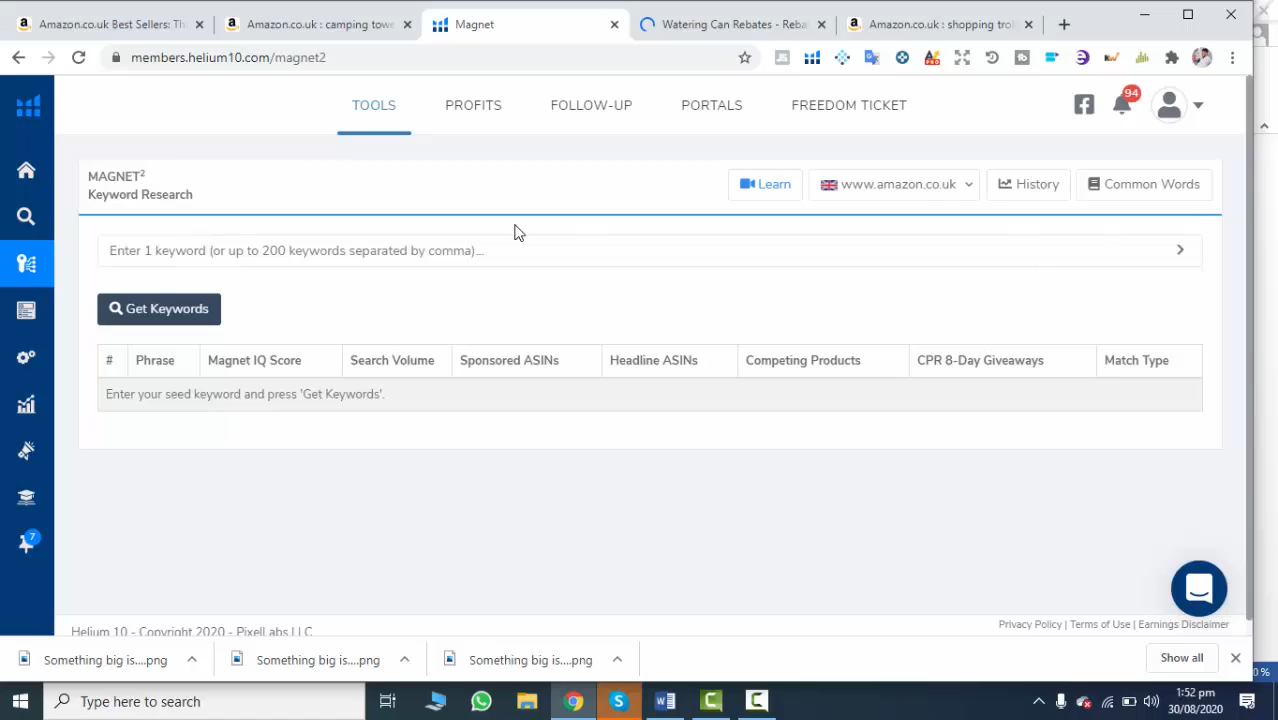 Amazon.co.uk Best Sellers: Th
Amazon.co.uk : camping towe
Magnet
Watering Can Rebates - Reba
Amazon.co.uk : shopping troll
members.helium10.com/magnet2
TOOLS
PROFITS
FOLLOW-UP
PORTALS
FREEDOM TICKET
94
MAGNET²
Keyword Research
Learn
www.amazon.co.uk
History
Common Words
Enter 1 keyword (or up to 200 keywords separated by comma)...
Get Keywords
# Phrase Magnet IQ Score Search Volume Sponsored ASINs Headline ASINs Competing Products CPR 8-Day Giveaways Match Type
Enter your seed keyword and press 'Get Keywords'.
7
Helium 10 - Copyright 2020 - Pixell Labs LLC
Privacy Policy | Terms of Use | Earnings Disclaimer
Something big is....png
Something big is....png
Something big is....png
Show all
0 %
Type here to search
1:52 pm
30/08/2020